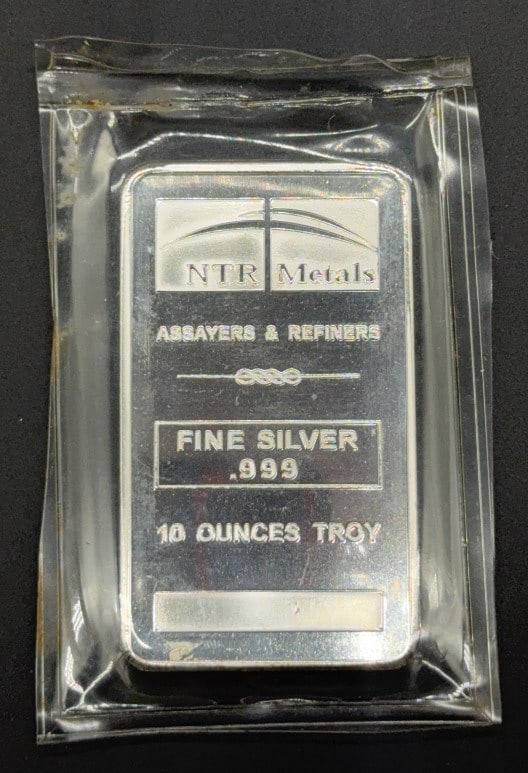 NTR Metals
ASSAYERS & REFINERS
FINE SILVER
.999
10 OUNCES TROY